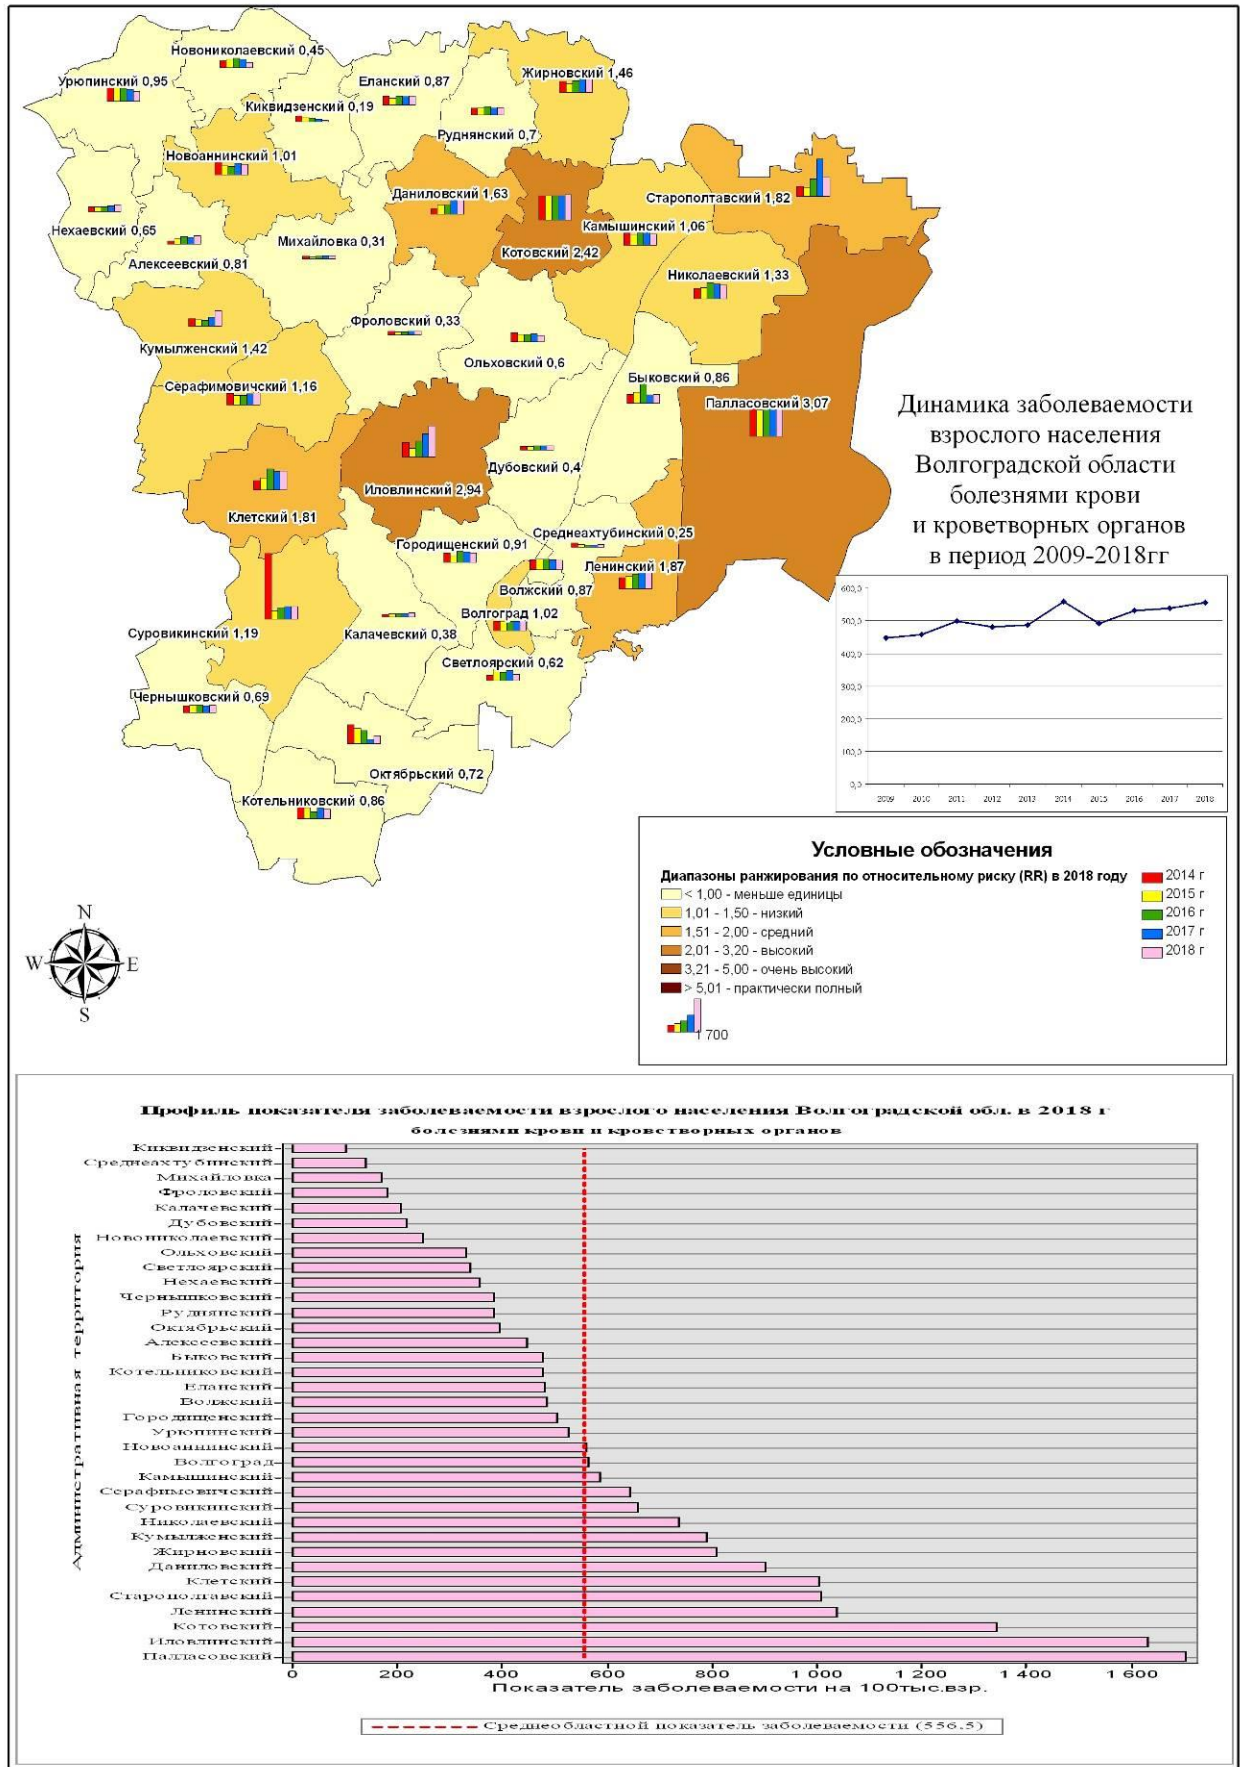 Новониколаевский 0,45
Урюпинский 0,95
Еланский 0,87
Жирновский 1,46
Киквидзенский 0,19
Руднянский 0,7
Новоаннинский 1,01
Даниловский 1,63
Старополтавский 1,82
Нехаевский 0,65
Михайловка 0,31
Камышинский 1,06
Котовский 2,42
Алексеевский 0,81
Николаевский 1,33
Фроловский 0,33
Кумылженский 1,42
Ольховский 0,6
Серафимовичский 1,16
Быковский 0,86
Палласовский 3,07
Дубовский 0,4
Иловлинский 2,94
Клетский 1,81
Среднеахтубинский 0,25
Городищенский 0,91
Ленинский 1,87
Волжский 0,87
Волгоград 1,02
Суровикинский 1,19
Калачевский 0,38
Светлоярский 0,62
Чернышковский 0,69
Октябрьский 0,72
Котельниковский 0,86
Динамика заболеваемости
взрослого населения
Волгоградской области
болезнями крови
и кроветворных органов
в период 2009-2018гг
600,0
500,0
400,0
300,0
200,0
100,0
0,0
2009 2010 2011 2012 2013 2014 2015 2016 2017 2018
Условные обозначения
Диапазоны ранжирования по относительному риску (RR) в 2018 году
< 1,00 - меньше единицы
1,01 - 1,50 - низкий
1,51 - 2,00 - средний
2,01 - 3,20 - высокий
3,21 - 5,00 - очень высокий
> 5,01 - практически полный
1 700
2014 г
2015 г
2016 г
2017 г
2018 г
N
W E
S
Профиль показателя заболеваемости взрослого населения Волгоградской обл. в 2018 г
болезнями крови и кроветворных органов
Административная территория
Киквидзенский
Среднеахтубинский
Михайловка
Фроловский
Калачевский
Дубовский
Новониколаевский
Ольховский
Светлоярский
Нехаевский
Чернышковский
Руднянский
Октябрьский
Алексеевский
Быковский
Котельниковский
Еланский
Волжский
Городищенский
Урюпинский
Новоаннинский
Волгоград
Камышинский
Серафимовичский
Суровикинский
Николаевский
Кумылженский
Жирновский
Даниловский
Клетский
Старополтавский
Ленинский
Котовский
Иловлинский
Палласовский
0 200 400 600 800 1 000 1 200 1 400 1 600
Показатель заболеваемости на 100тыс.взр.
Среднеобластной показатель заболеваемости (556.5)